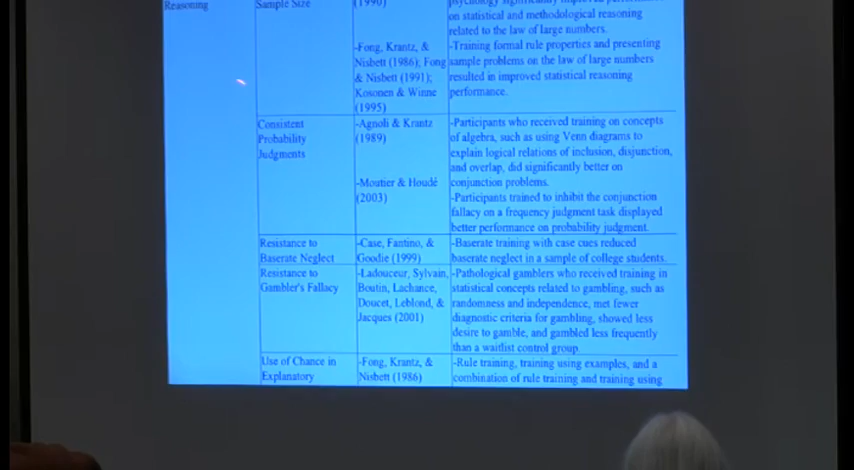 Reasoning Sample Size (1990)
on statistical and methodological reasoning
related to the law of large numbers.
-Fong, Krantz, & -Training formal rule properties and presenting
Nisbett (1986); Fong sample problems on the law of large numbers
& Nisbett (1991); resulted in improved statistical reasoning
Kosonen & Winne performance.
(1995)
Consistent -Agnoli & Krantz -Participants who received training on concepts
Probability (1989) of algebra, such as using Venn diagrams to
Judgments explain logical relations of inclusion, disjunction,
and overlap, did significantly better on
-Moutier & Houdé conjunction problems.
(2003) -Participants trained to inhibit the conjunction
fallacy on a frequency judgment task displayed
better performance on probability judgment.
Resistance to -Case, Fantino, & -Baserate training with case cues reduced
Baserate Neglect Goodie (1999) baserate neglect in a sample of college students.
Resistance to -Ladouceur, Sylvain, -Pathological gamblers who received training in
Gambler's Fallacy Boutin, Lachance, statistical concepts related to gambling, such as
Doucet, Leblond, & randomness and independence, met fewer
Jacques (2001) diagnostic criteria for gambling, showed less
desire to gamble, and gambled less frequently
than a waitlist control group.
Use of Chance in -Fong, Krantz, & -Rule training, training using examples, and a
Explanatory Nisbett (1986) combination of rule training and training using